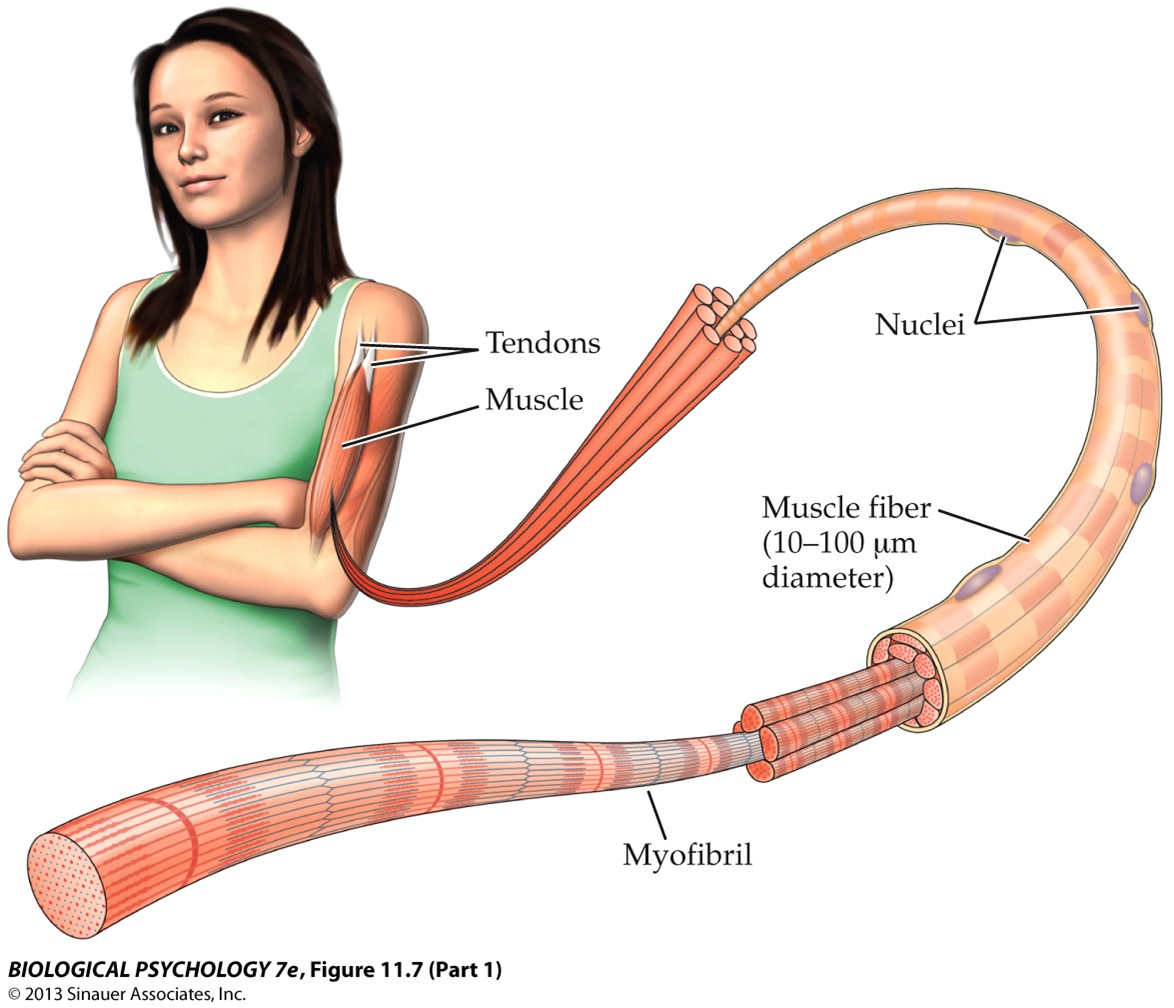 Tendons
Muscle
Nuclei
Muscle fiber
(10–100 µm
diameter)
Myofibril
BIOLOGICAL PSYCHOLOGY 7e, Figure 11.7 (Part 1)
© 2013 Sinauer Associates, Inc.